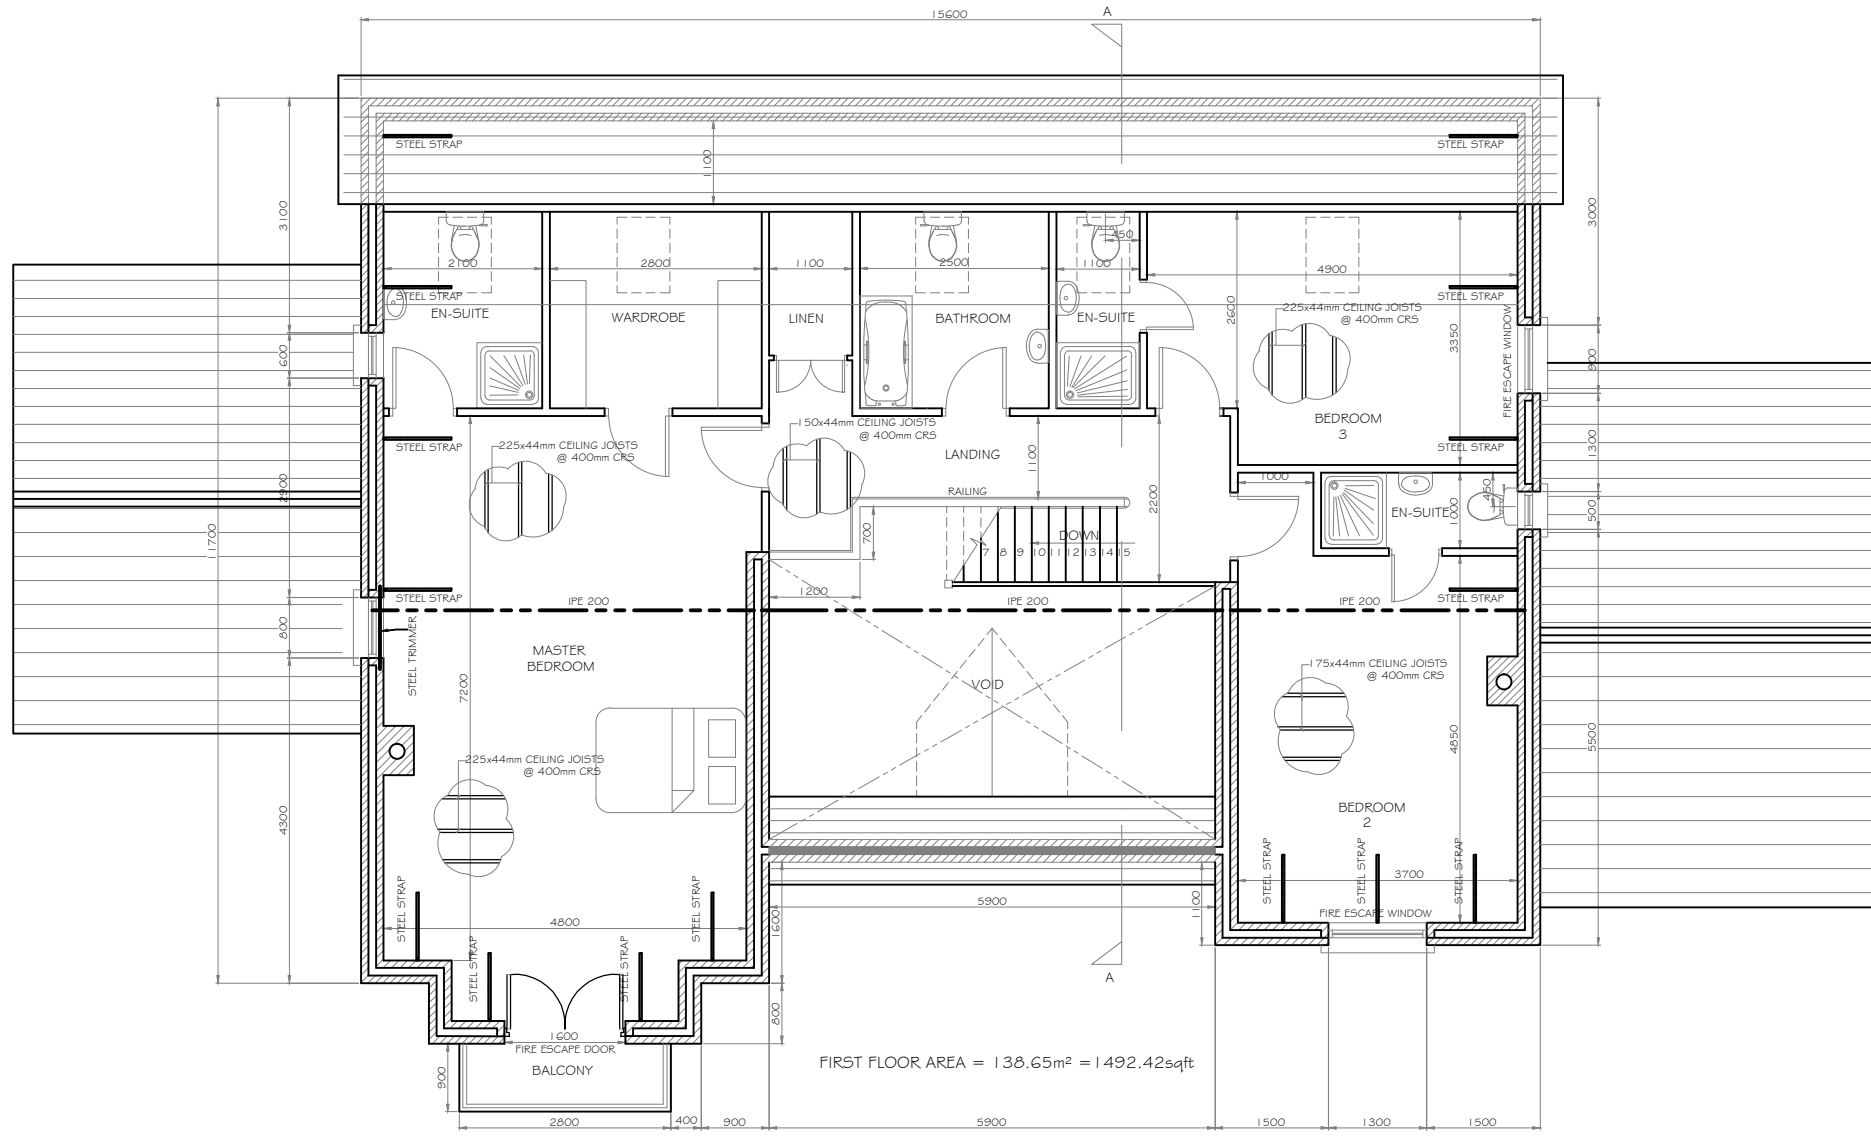 15600
A
STEEL STRAP
STEEL STRAP
1100
3100
3000
450
2100
2800
1100
2500
1100
4900
STEEL STRAP
STEEL STRAP
EN-SUITE
WARDROBE
LINEN
BATHROOM
EN-SUITE
2600
225x44mm CEILING JOISTS
@ 400mm CRS
3350
FIRE ESCAPE WINDOW
600
900
BEDROOM
3
STEEL STRAP
225x44mm CEILING JOISTS
@ 400mm CRS
150x44mm CEILING JOISTS
@ 400mm CRS
LANDING
1100
STEEL STRAP
1300
2900
11700
RAILING
2200
1000
450
EN-SUITE
1000
500
700
DOWN
7 8 9 10 11 12 13 14 15
1200
STEEL STRAP
IPE 200
IPE 200
IPE 200
STEEL STRAP
800
STEEL TRIMMER
MASTER
BEDROOM
7200
VOID
175x44mm CEILING JOISTS
@ 400mm CRS
4850
5500
225x44mm CEILING JOISTS
@ 400mm CRS
4300
BEDROOM
2
STEEL STRAP
STEEL STRAP
STEEL STRAP
3700
FIRE ESCAPE WINDOW
STEEL STRAP
STEEL STRAP
4800
1600
5900
1100
STEEL STRAP
STEEL STRAP
A
800
1600
FIRE ESCAPE DOOR
BALCONY
900
FIRST FLOOR AREA = 138.65m² =1492.42sqft
2800
400
900
5900
1500
1300
1500